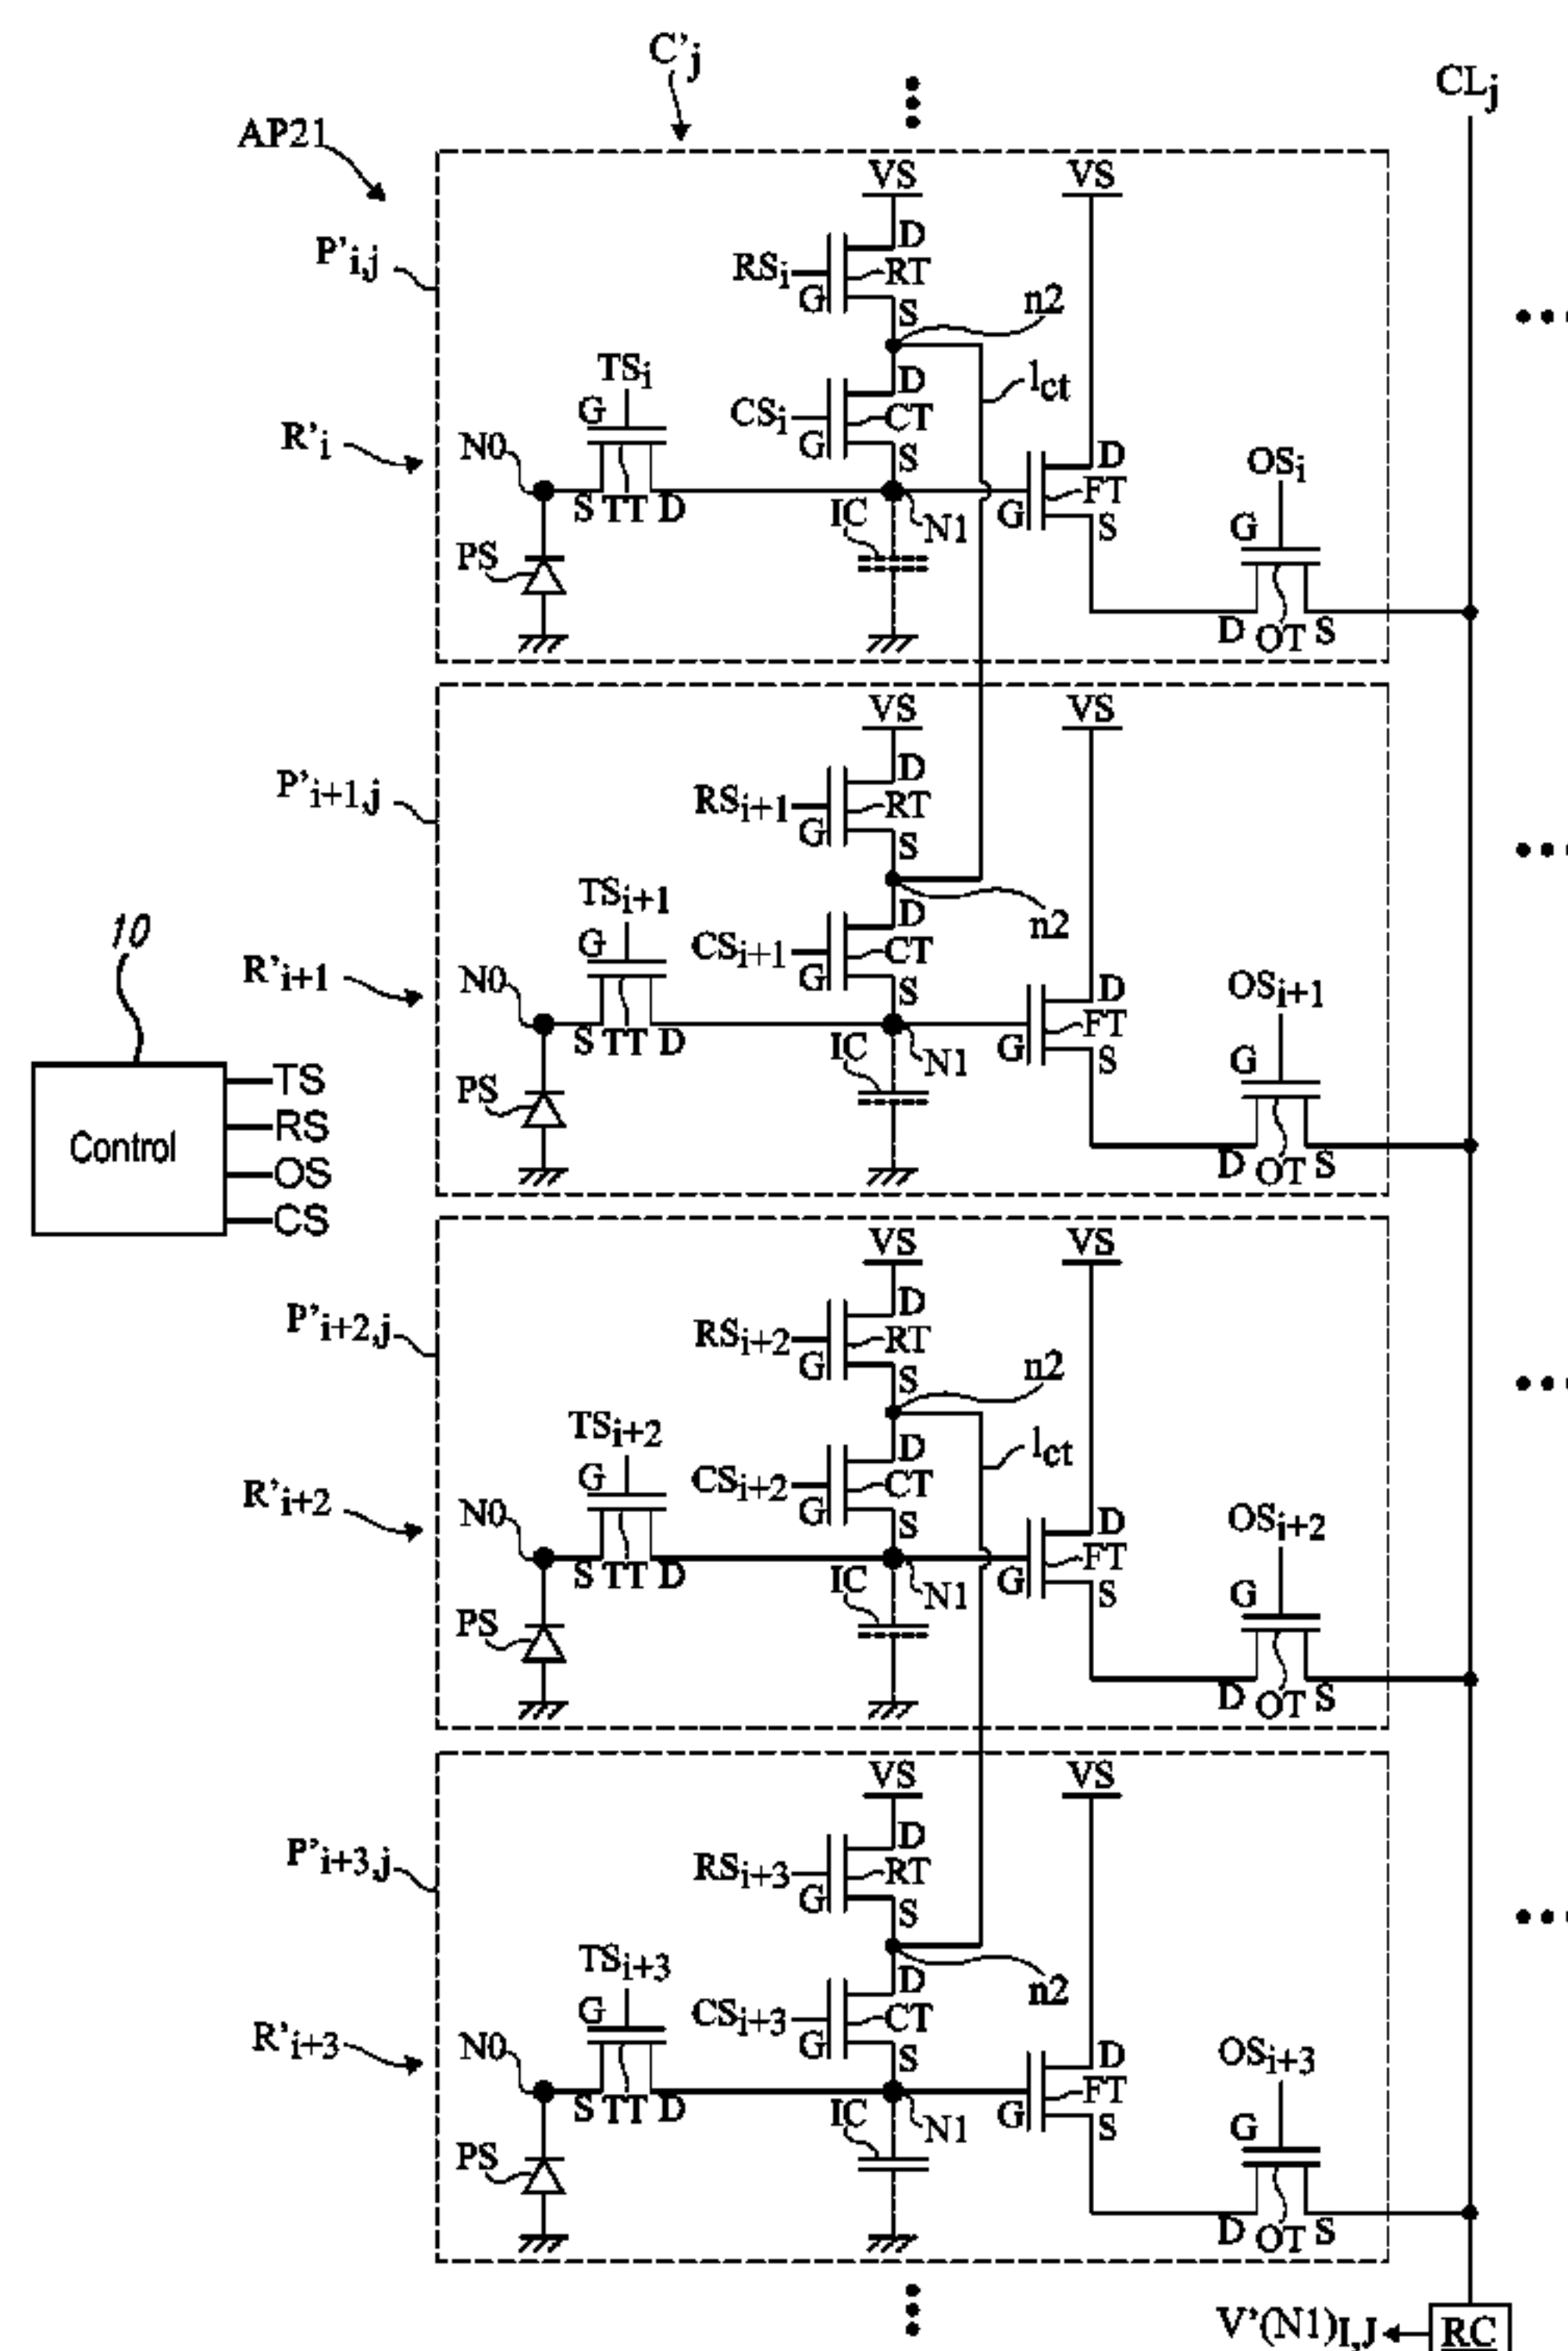 C'j
CLj
AP21
VS VS
P'i,j
D
RSi
RT
G
S
n2
TSi
D
lct
G
CSi
CT
G
R'i
N0
S
D
OSi
S TT D
IC
N1
G
FT
S
G
PS
D OT S
VS VS
P'i+1,j
D
RSi+1
RT
G
S
TSi+1
D
n2
G
CSi+1
CT
G
10
R'i+1
N0
S
D
OSi+1
S TT D
IC
N1
G
FT
S
G
Control
TS
RS
OS
CS
PS
D OT S
VS VS
P'i+2,j
D
RSi+2
RT
G
S
n2
TSi+2
D
lct
G
CSi+2
CT
G
R'i+2
N0
S
D
OSi+2
S TT D
IC
N1
G
FT
S
G
PS
D OT S
VS VS
P'i+3,j
D
RSi+3
RT
G
S
TSi+3
D
n2
G
CSi+3
CT
G
R'i+3
N0
S
D
OSi+3
S TT D
IC
N1
G
FT
S
G
PS
D OT S
V'(N1)I,J
RC